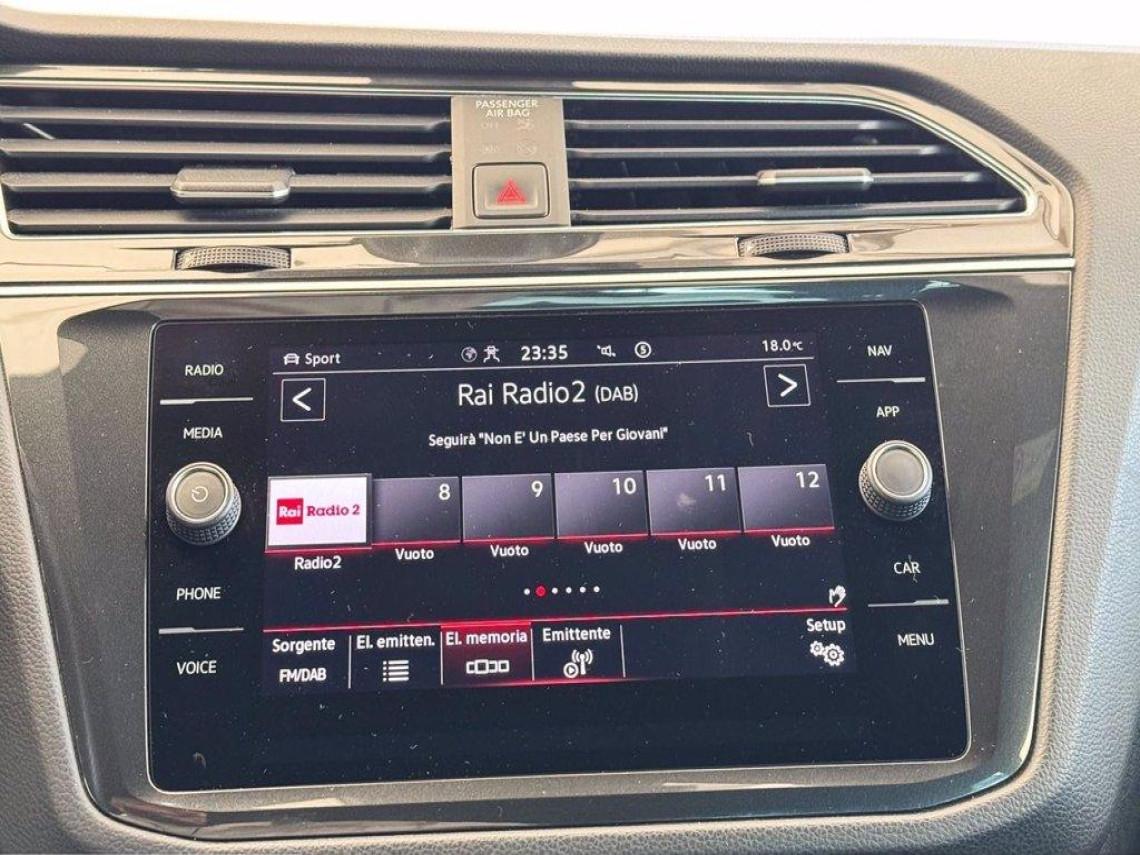 PASSENGER
AIR BAG
RADIO
MEDIA
PHONE
VOICE
NAV
APP
CAR
MENU
Sport 23:35 S 18.0°C
< Rai Radio2 (DAB) >
Seguirà "Non E' Un Paese Per Giovani"
Rai Radio 2 8 9 10 11 12
Radio2 Vuoto Vuoto Vuoto Vuoto Vuoto
Sorgente El. emitten. El. memoria Emittente Setup
FM/DAB